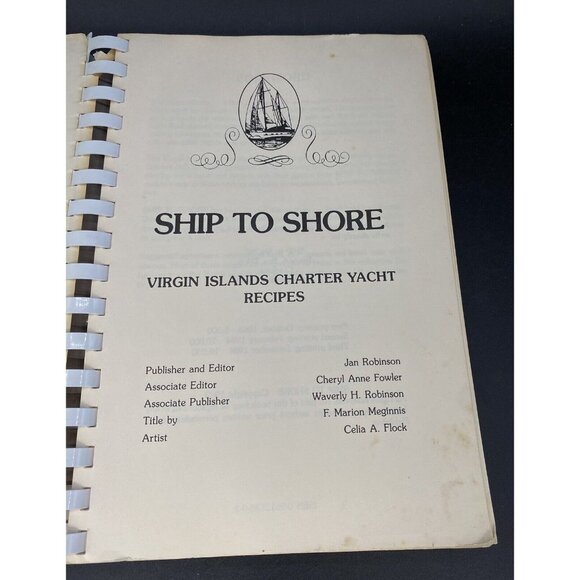 SHIP TO SHORE
VIRGIN ISLANDS CHARTER YACHT
RECIPES
Publisher and Editor Jan Robinson
Associate Editor Cheryl Anne Fowler
Associate Publisher Waverly H. Robinson
Title by F. Marion Meginnis
Artist Celia A. Flock